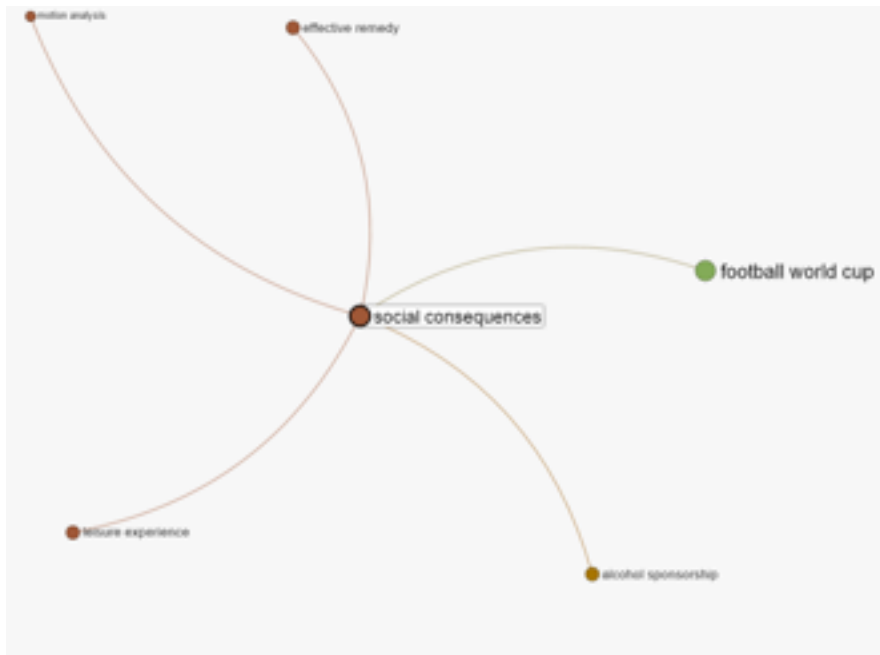 motion analysis
effective remedy
football world cup
social consequences
leisure experience
alcohol sponsorship